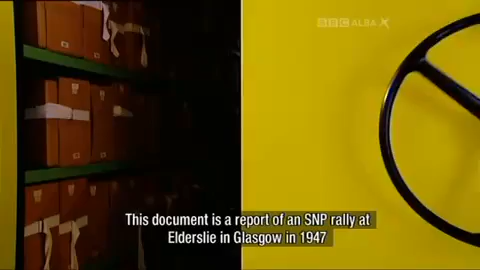 BBC ALBA
This document is a report of an SNP rally at
Elderslie in Glasgow in 1947